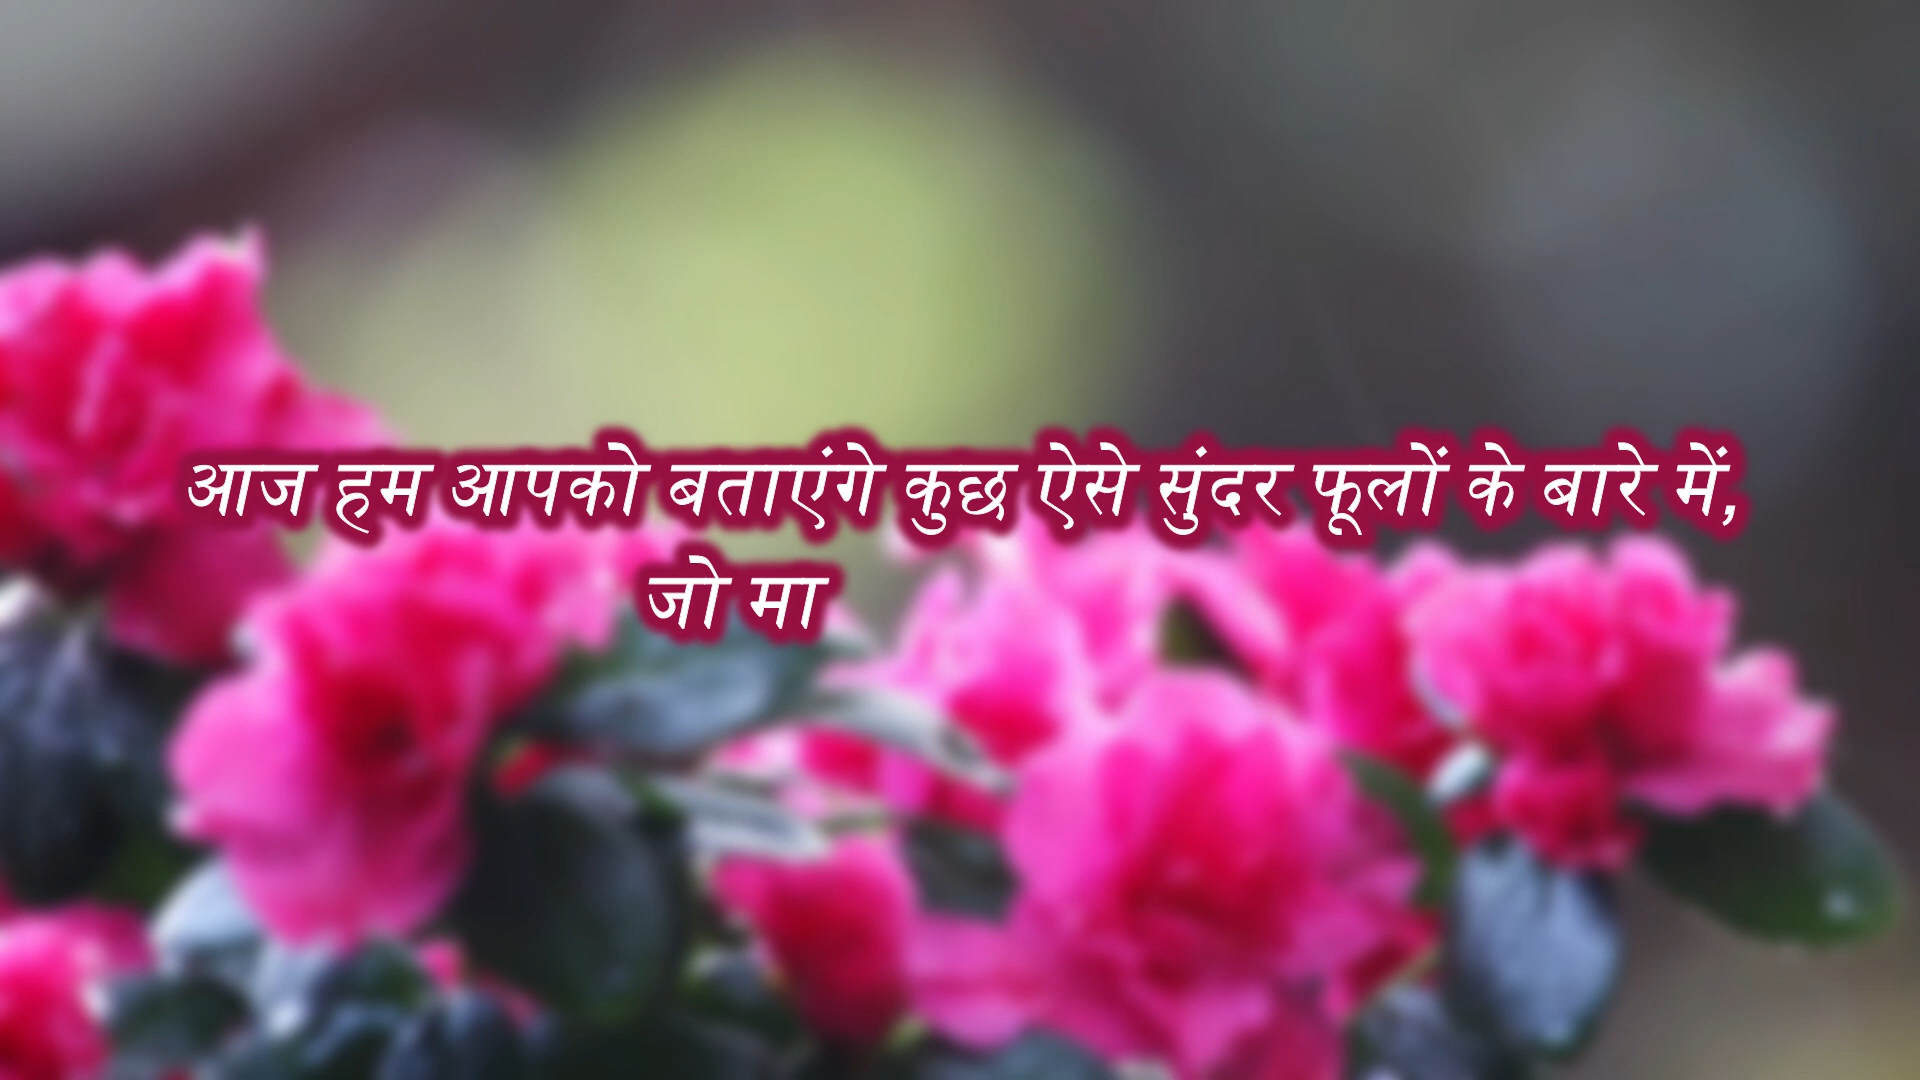 आज हम आपको बताएंगे कुछ ऐसे सुंदर फूलों के बारे में,
जो मा